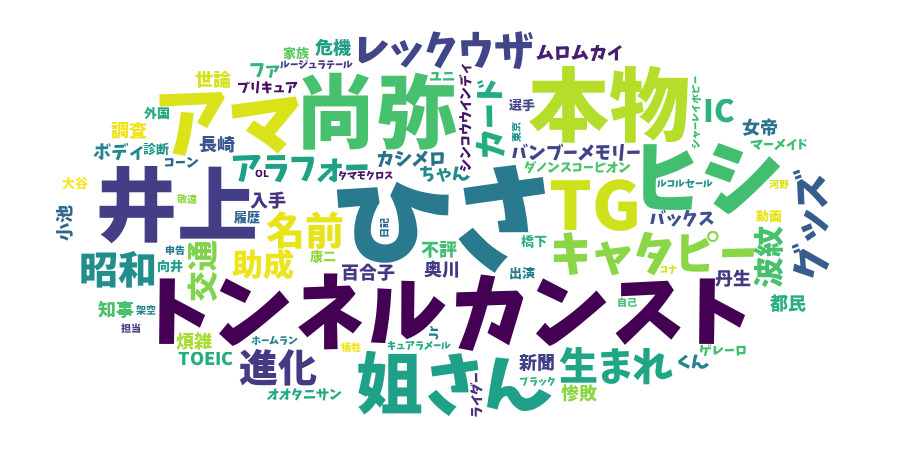 家族
危機
レックウザ
ムロムカイ
ルージュラテール
ファ
世論
プリキュア
ユニ
シンコウウインディ
カード
選手
シャーレイポピー
外国
アマ
尚弥
本物
IC
調査
長崎
東京
女帝
ボディ
診断
コーン
アラフォー
カシメロ
バンブーメモリー
マーメイド
OL
タマモクロス
ちゃん
ダノンスコーピオン
大谷
敬遠
井上
入手
ひさ
TG
ヒシ
ルコルセール
河野
小池
履歴
名前
日記
バックス
動画
グッズ
申告
向井
交通
康二
不評
橋下
キャタピー
波紋
昭和
助成
百合子
奥川
出演
コナ
丹生
知事
架空
トンネルカンスト
自己
都民
担当
煩雑
ホームラン
犠牲
キュアラメール
Jr
ゲレーロ
TOEIC
進化
姐さん
新聞
生まれ
くん
オオタニサン
ライダー
ブラック
惨敗